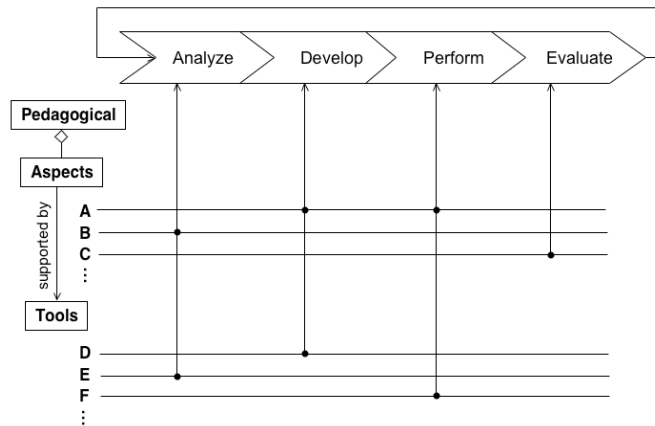 Analyze Develop Perform Evaluate
Pedagogical
Aspects
supported by
A
B
C
⋮
Tools
D
E
F
⋮